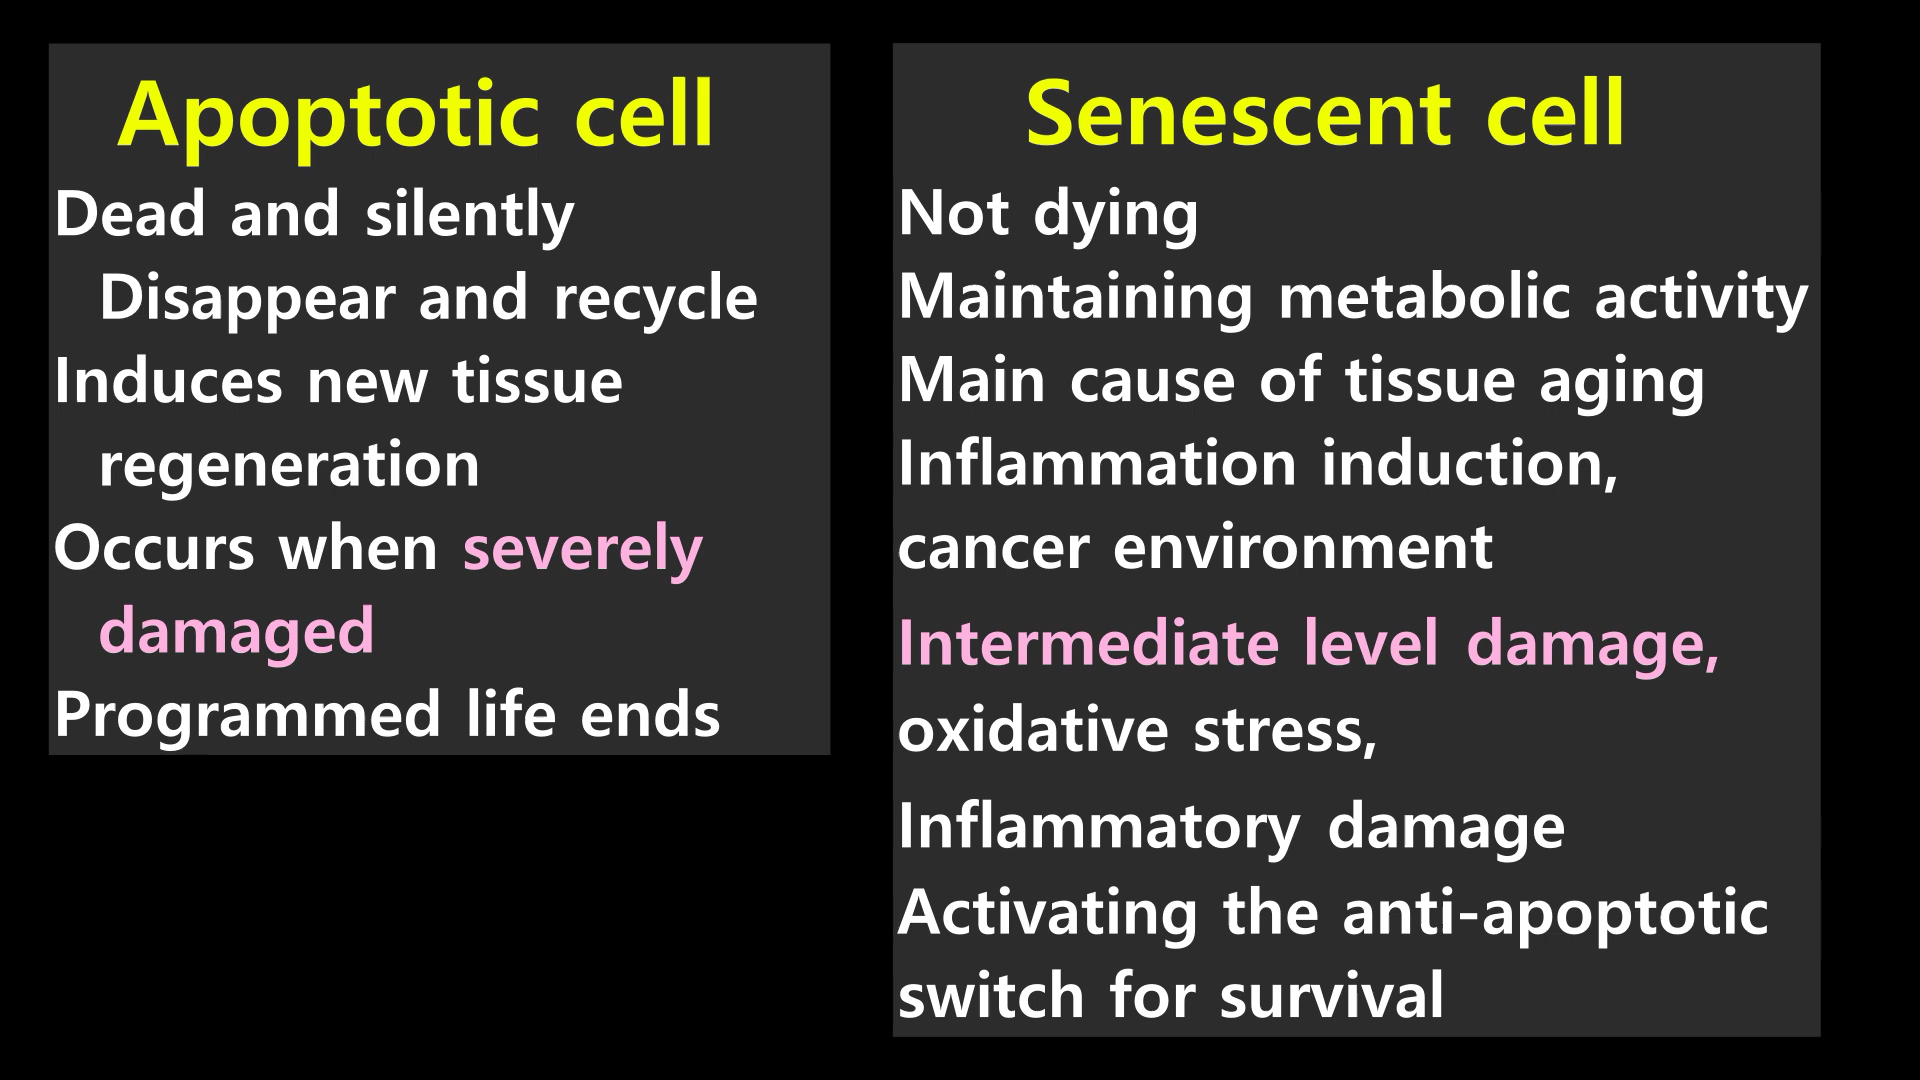 Apoptotic cell
Dead and silently
Disappear and recycle
Induces new tissue
regeneration
Occurs when severely
damaged
Programmed life ends
Senescent cell
Not dying
Maintaining metabolic activity
Main cause of tissue aging
Inflammation induction,
cancer environment
Intermediate level damage,
oxidative stress,
Inflammatory damage
Activating the anti-apoptotic
switch for survival